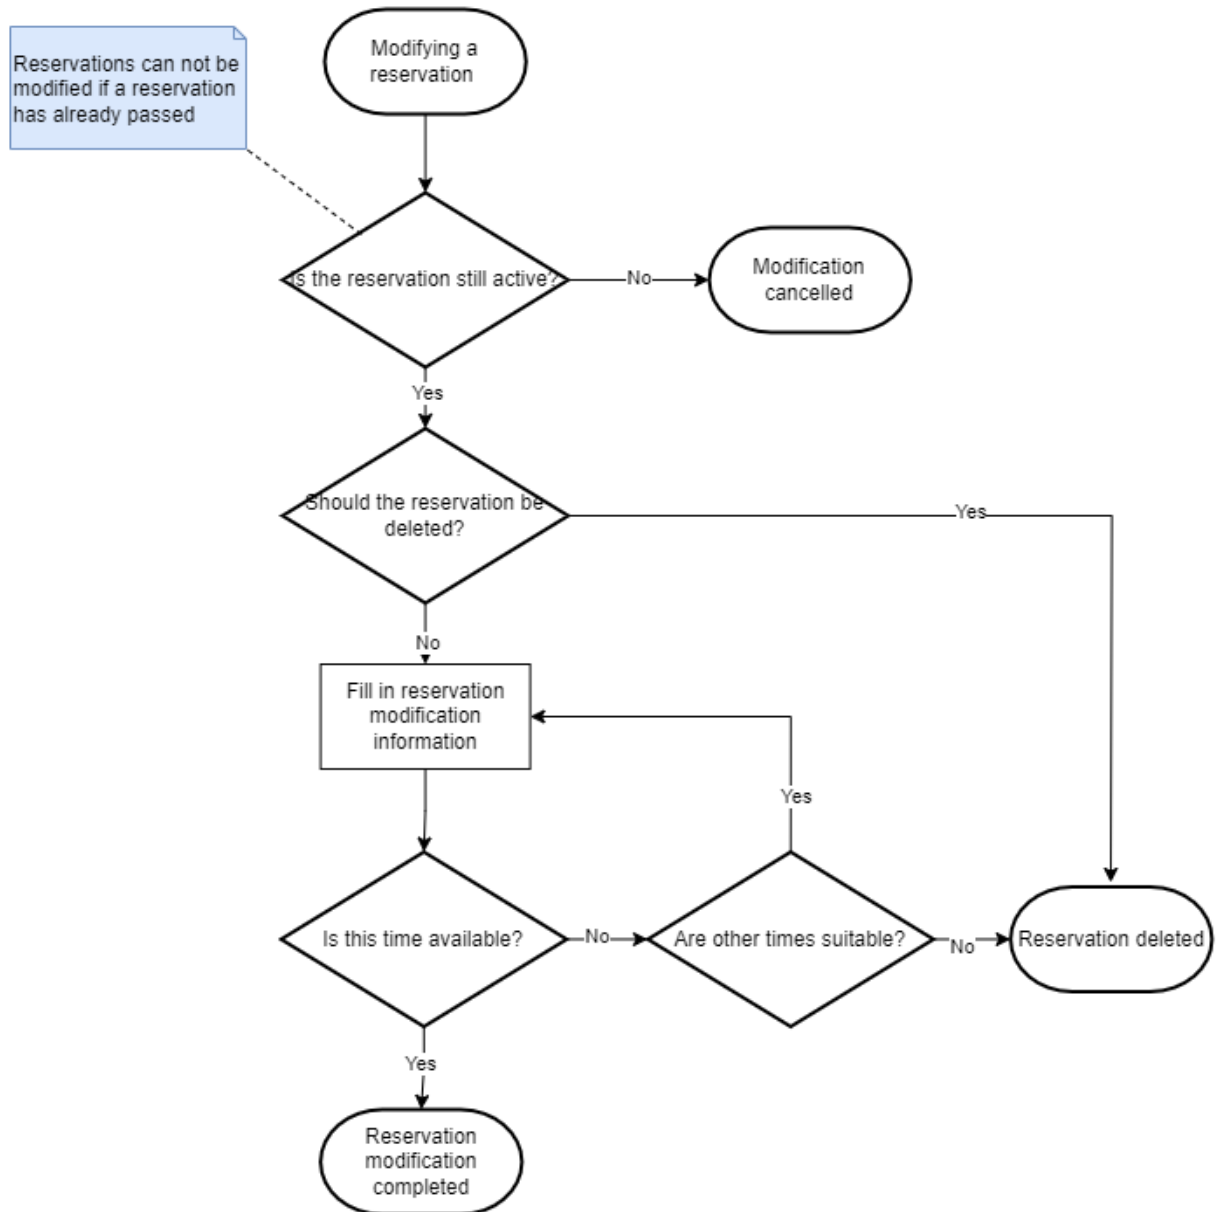 Modifying a
reservation
Reservations can not be
modified if a reservation
has already passed
Is the reservation still active?
No
Modification
cancelled
Yes
Should the reservation be
deleted?
Yes
No
Fill in reservation
modification
information
Yes
Is this time available?
No
Are other times suitable?
No
Reservation deleted
Yes
Reservation
modification
completed